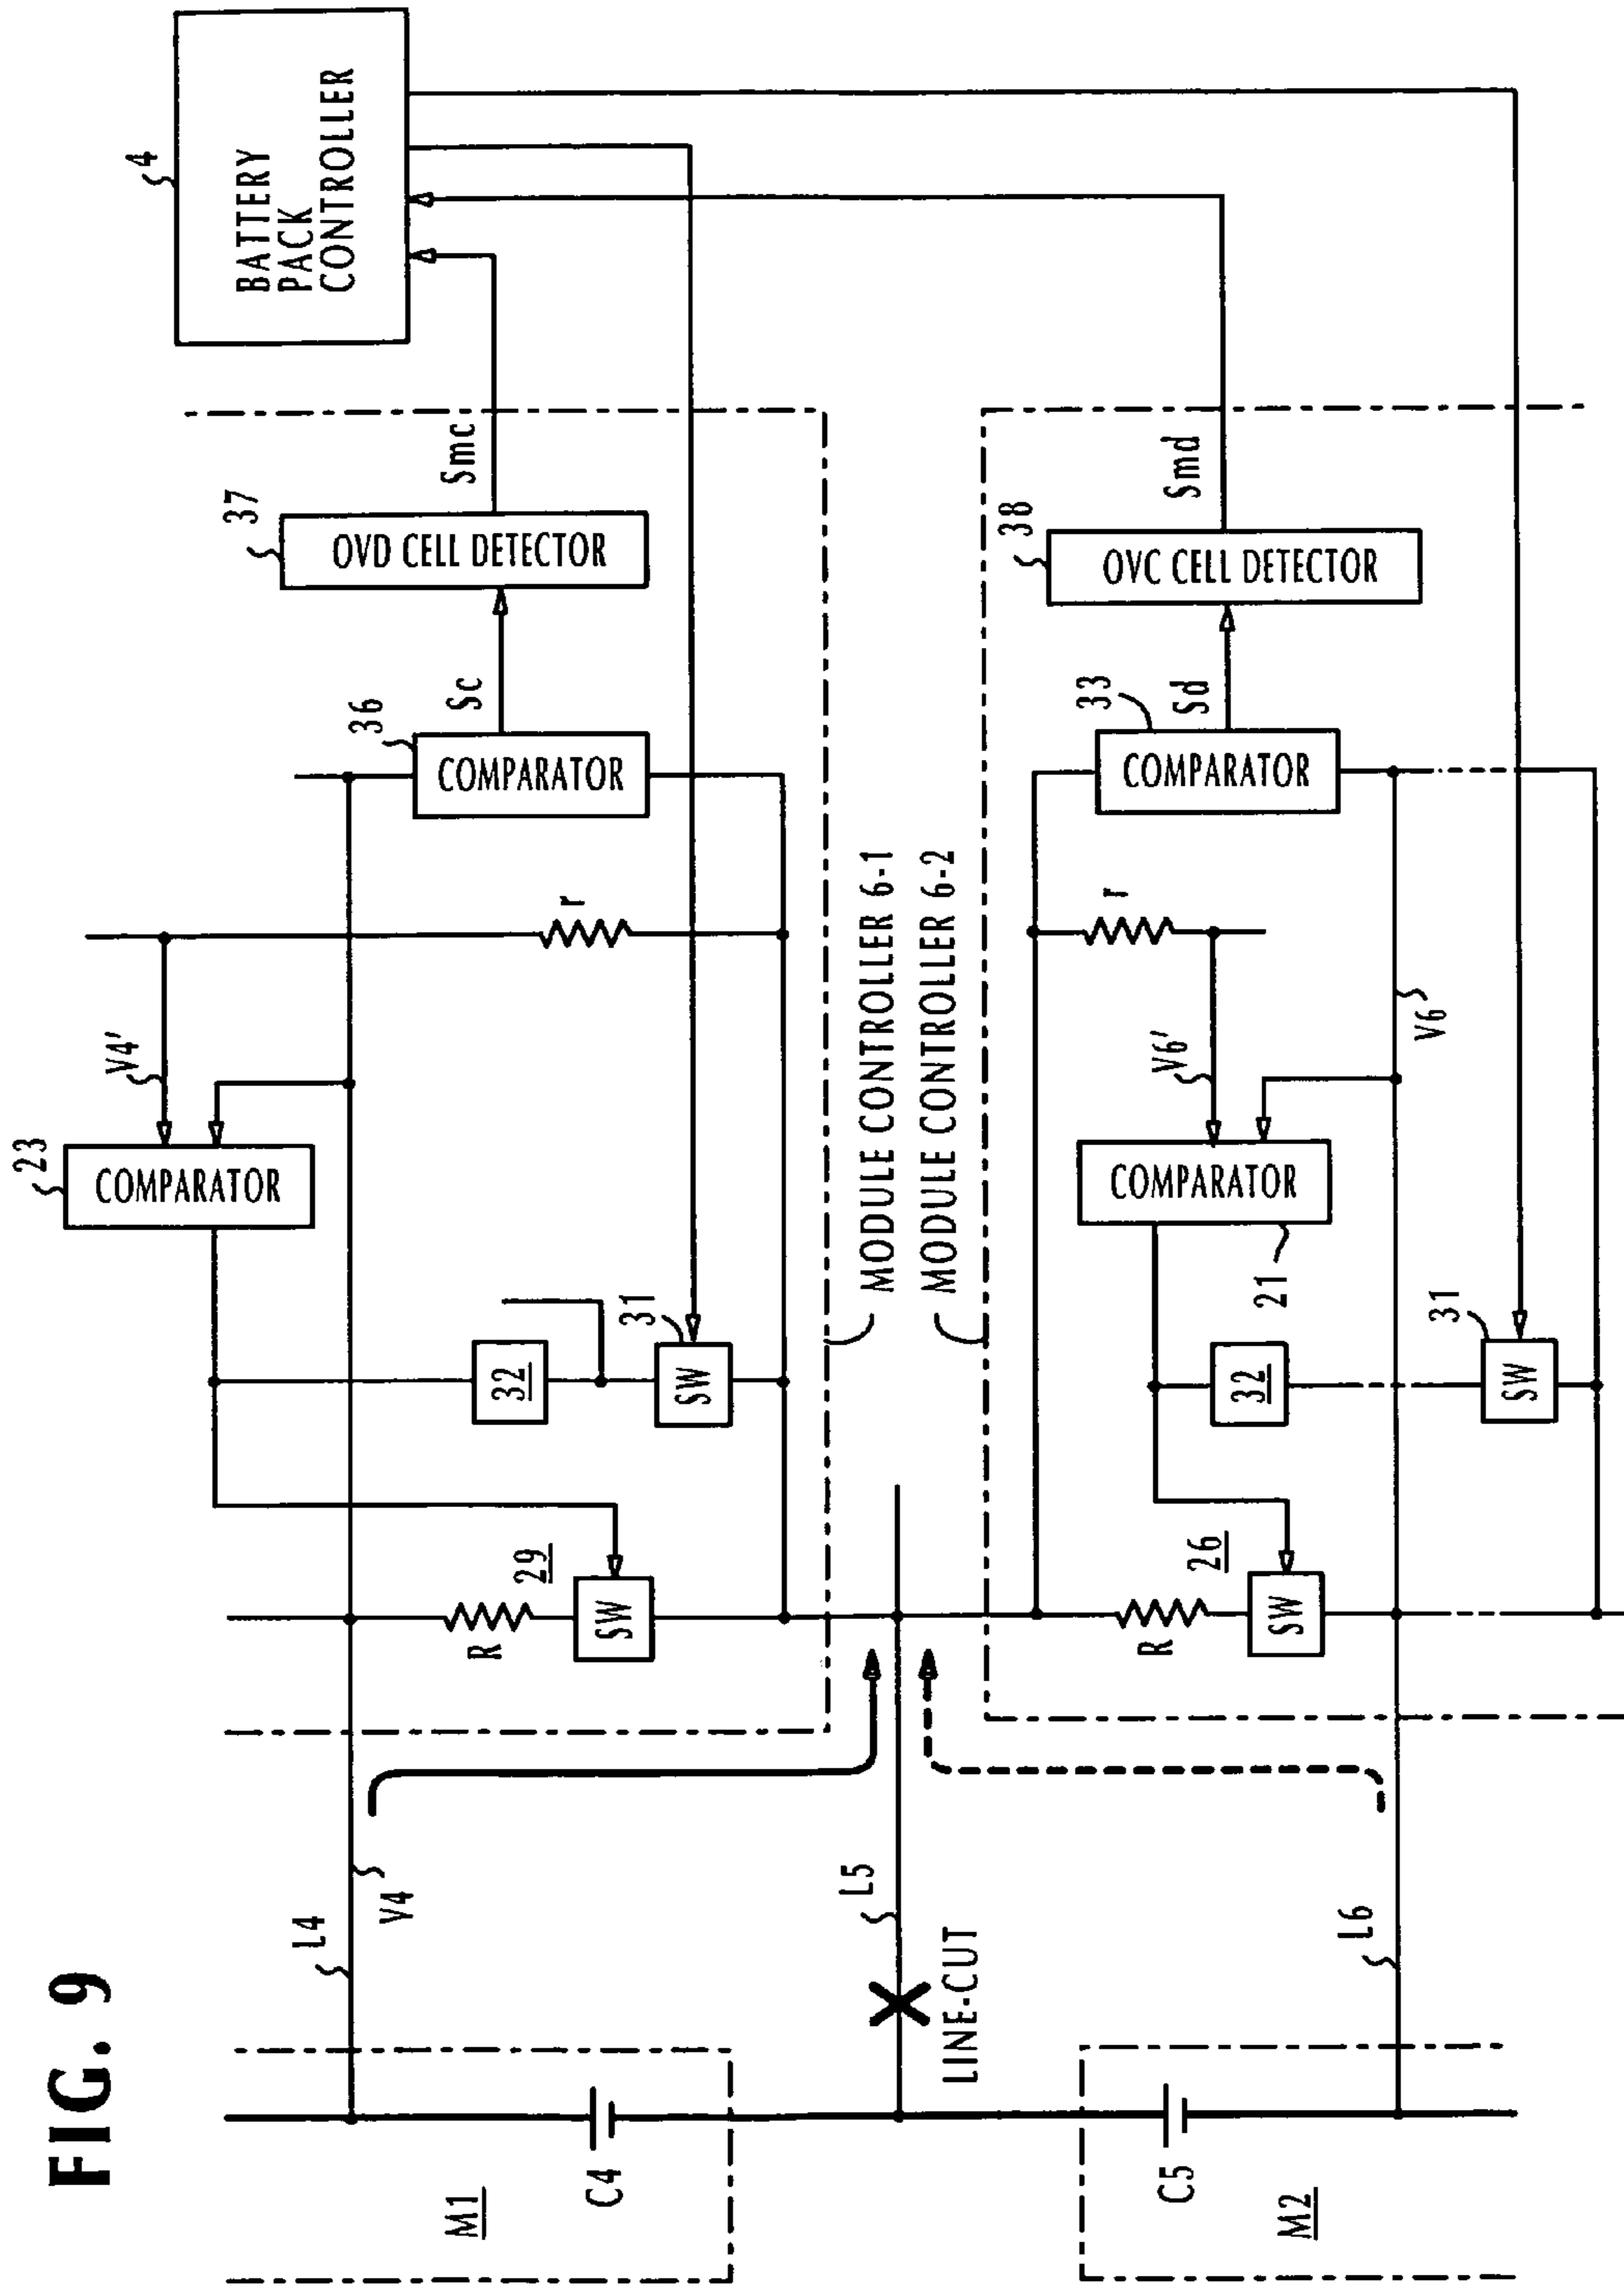 FIG. 9
4
BATTERY
PACK
CONTROLLER
23
COMPARATOR
V4'
36
COMPARATOR
Sc
37
OVD CELL DETECTOR
Smc
r
32
31
SW
29
R
SW
L4
V4
M1
C4
MODULE CONTROLLER 6-1
MODULE CONTROLLER 6-2
L5
LINE-CUT
33
COMPARATOR
Sd
38
OVC CELL DETECTOR
Smd
r
V6'
V6
COMPARATOR
21
32
31
SW
26
R
SW
L6
C5
M2